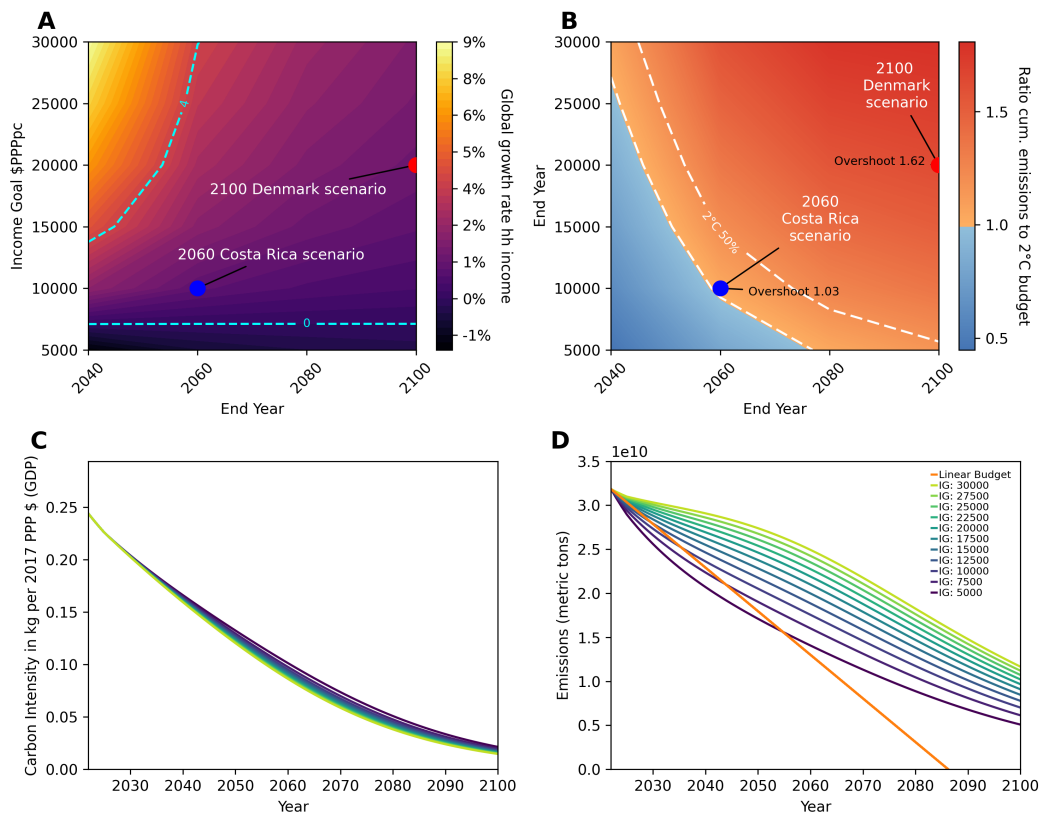 A
30000
25000
20000
15000
10000
5000
Income Goal $PPPpc
4
2100 Denmark scenario
2060 Costa Rica scenario
0
2040
2060
2080
2100
End Year
9%
8%
7%
6%
5%
4%
2%
1%
0%
-1%
Global growth rate hh income
B
30000
25000
20000
15000
10000
5000
End Year
2100
Denmark
scenario
Overshoot 1.62
2060
Costa Rica
scenario
2°C 50%
Overshoot 1.03
2040
2060
2080
2100
End Year
1.5
1.0
0.5
Ratio cum. emissions to 2°C budget
C
0.25
0.20
0.15
0.10
0.05
0.00
Carbon Intensity in kg per 2017 PPP $ (GDP)
2030
2040
2050
2060
2070
2080
2090
2100
Year
D
1e10
3.5
3.0
2.5
2.0
1.5
1.0
0.5
0.0
Emissions (metric tons)
Linear Budget
IG: 30000
IG: 27500
IG: 25000
IG: 22500
IG: 20000
IG: 17500
IG: 15000
IG: 12500
IG: 10000
IG: 7500
IG: 5000
2030
2040
2050
2060
2070
2080
2090
2100
Year